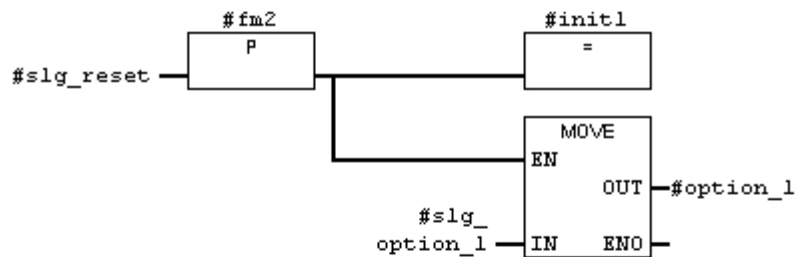 #fm2
#init1
P
=
#slg_reset
MOVE
EN
OUT
#option_1
#slg_
option_1
IN
ENO